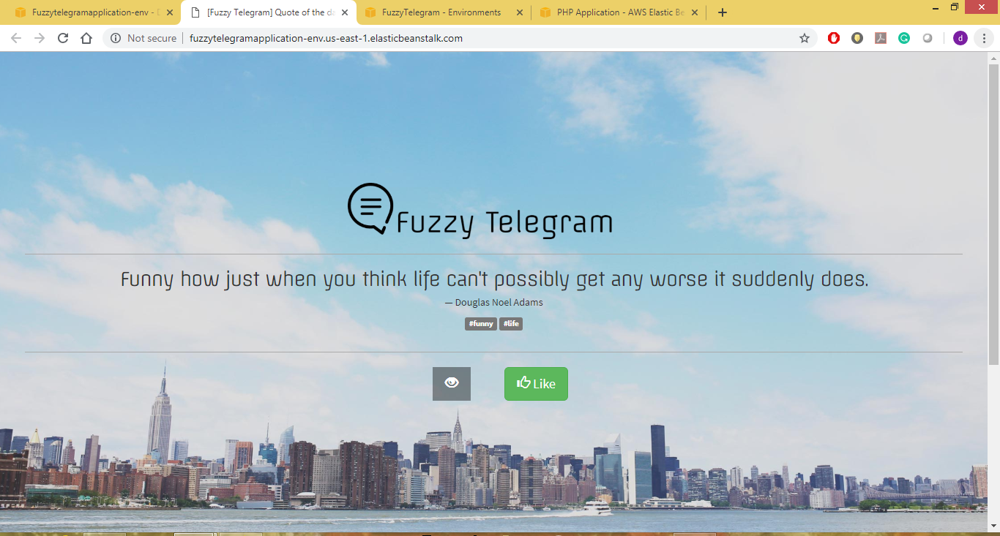 Fuzzytelegramapplication-env - D
[Fuzzy Telegram] Quote of the da
FuzzyTelegram - Environments
PHP Application - AWS Elastic Be
Not secure
fuzzytelegramapplication-env.us-east-1.elasticbeanstalk.com
d
Fuzzy Telegram
Funny how just when you think life can't possibly get any worse it suddenly does.
— Douglas Noel Adams
#funny #life
Like